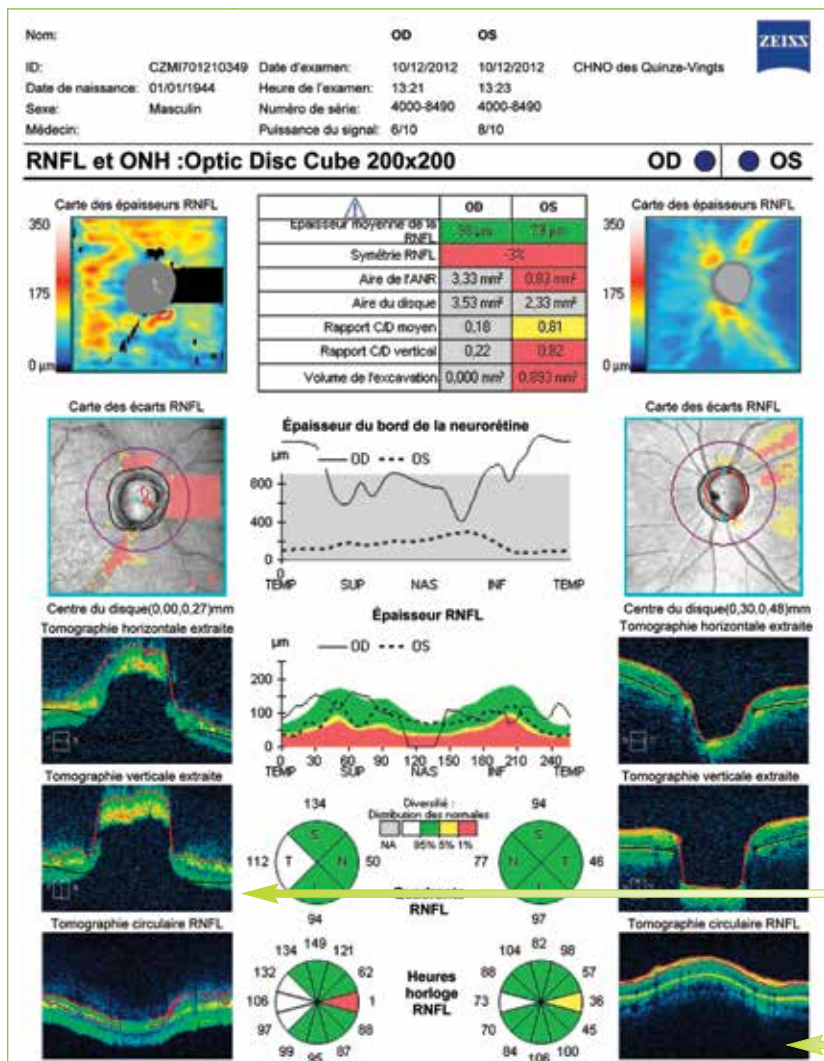 Nom: OD OS
ZEISS
ID: CZMI701210349 Date d'examen: 10/12/2012 10/12/2012 CHNO des Quinze-Vingts
Date de naissance: 01/01/1944 Heure de l'examen: 13:21 13:23
Sexe: Masculin Numéro de série: 4000-8490 4000-8490
Médecin: Puissance du signal: 6/10 8/10
RNFL et ONH :Optic Disc Cube 200x200 OD OS
Carte des épaisseurs RNFL
350
175
0 µm
OD OS
Épaisseur moyenne de la RNFL 79 µm
Symétrie RNFL -3%
Aire de l'ANR 3,33 mm² 0,83 mm²
Aire du disque 3,53 mm² 2,33 mm²
Rapport C/D moyen 0,18 0,81
Rapport C/D vertical 0,22 0,82
Volume de l'excavation 0,000 mm³ 0,893 mm³
Carte des épaisseurs RNFL
350
175
0 µm
Carte des écarts RNFL
Épaisseur du bord de la neurorétine
µm OD OS
800
400
0
0
TEMP SUP NAS INF TEMP
Carte des écarts RNFL
Centre du disque(0,00,0,27)mm
Centre du disque(0,30,0,48)mm
Tomographie horizontale extraite
Épaisseur RNFL
Tomographie horizontale extraite
µm OD OS
200
100
0
0 30 60 90 120 150 180 210 240
TEMP SUP NAS INF TEMP
Tomographie verticale extraite
Tomographie verticale extraite
Diversifié :
Distribution des normales
NA 95% 5% 1%
134
112 T S N I 50
94
94
77 N S T I 46
97
Quadrants
RNFL
Tomographie circulaire RNFL
Tomographie circulaire RNFL
Heures
horloge
RNFL
134 149 121
132 62
106 1
97 88
99 95 87
104 82 98
88 57
73 36
70 45
84 106 100